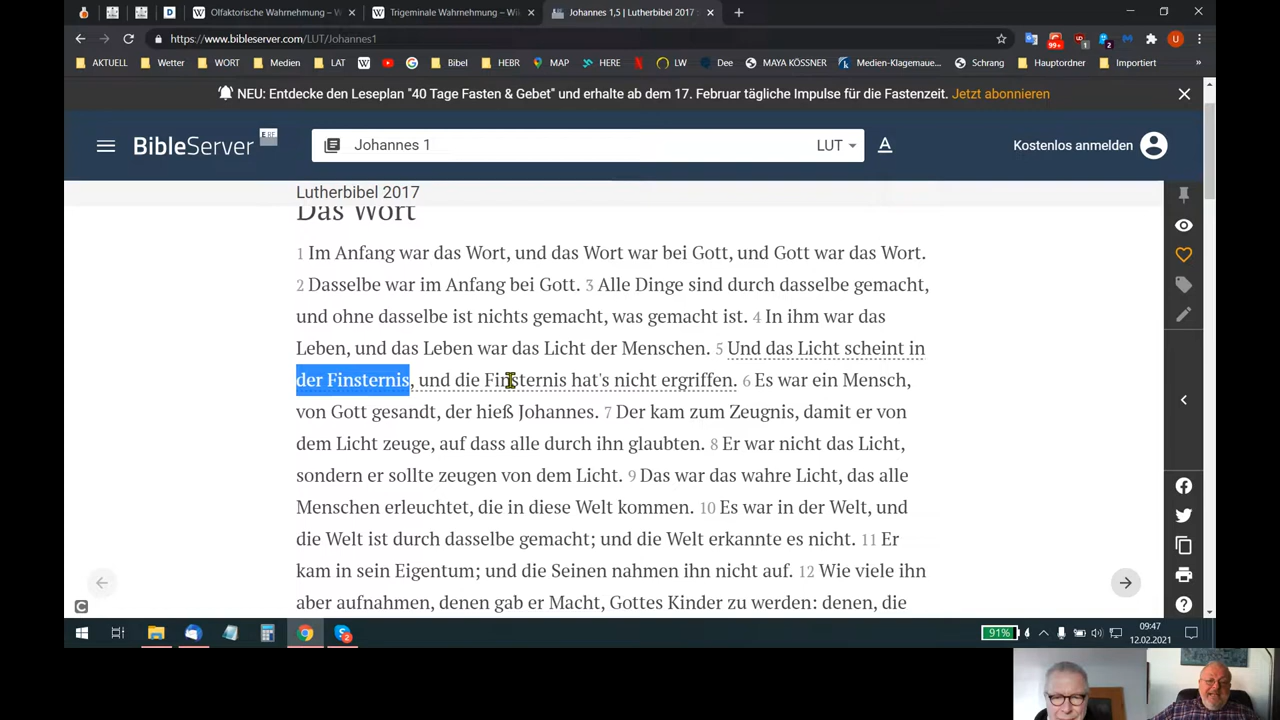 Olfaktorische Wahrnehmung – W
Trigeminale Wahrnehmung – Wi
Johannes 1,5 | Lutherbibel 2017
https://www.bibleserver.com/LUT/Johannes1
99+
1
2
U
AKTUELL
Wetter
WORT
Medien
LAT
Bibel
HEBR
MAP
HERE
LW
Dee
MAYA KÖSSNER
Medien-Klagemaue...
Schrang
Hauptordner
Importiert
»
NEU: Entdecke den Leseplan "40 Tage Fasten & Gebet" und erhalte ab dem 17. Februar tägliche Impulse für die Fastenzeit. Jetzt abonnieren
BibleServer
Johannes 1
LUT
A
Kostenlos anmelden
Lutherbibel 2017
Das Wort
1 Im Anfang war das Wort, und das Wort war bei Gott, und Gott war das Wort.
2 Dasselbe war im Anfang bei Gott. 3 Alle Dinge sind durch dasselbe gemacht,
und ohne dasselbe ist nichts gemacht, was gemacht ist. 4 In ihm war das
Leben, und das Leben war das Licht der Menschen. 5 Und das Licht scheint in
der Finsternis, und die Finsternis hat's nicht ergriffen. 6 Es war ein Mensch,
von Gott gesandt, der hieß Johannes. 7 Der kam zum Zeugnis, damit er von
dem Licht zeuge, auf dass alle durch ihn glaubten. 8 Er war nicht das Licht,
sondern er sollte zeugen von dem Licht. 9 Das war das wahre Licht, das alle
Menschen erleuchtet, die in diese Welt kommen. 10 Es war in der Welt, und
die Welt ist durch dasselbe gemacht; und die Welt erkannte es nicht. 11 Er
kam in sein Eigentum; und die Seinen nahmen ihn nicht auf. 12 Wie viele ihn
aber aufnahmen, denen gab er Macht, Gottes Kinder zu werden: denen, die
91%
09:47
12.02.2021